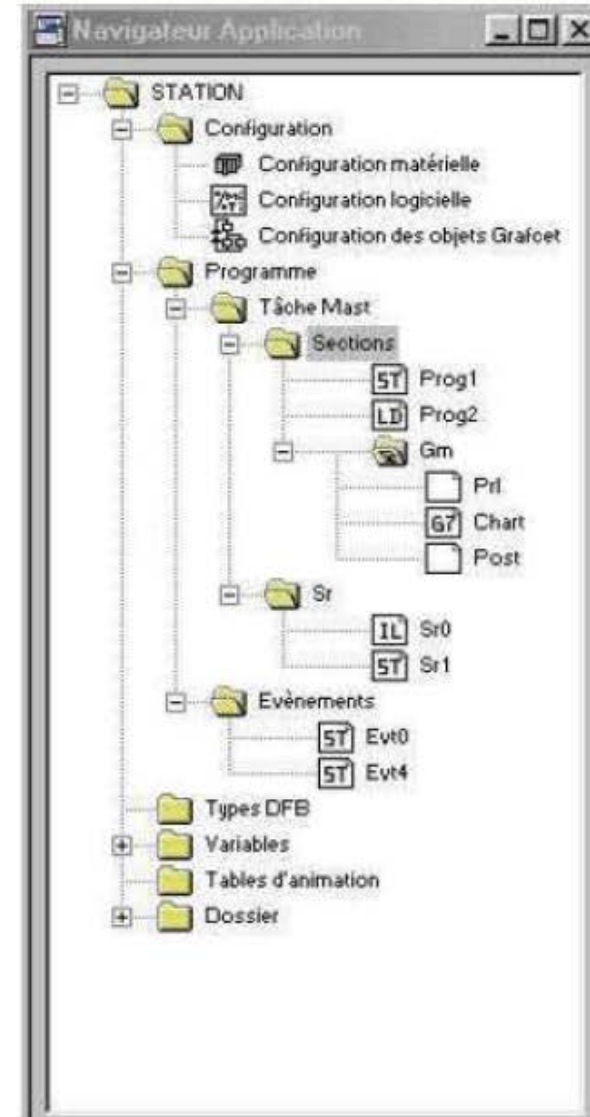 Navigateur Application
STATION
Configuration
Configuration matérielle
Configuration logicielle
Configuration des objets Grafcet
Programme
Tâche Mast
Sections
ST Prog1
LD Prog2
Gm
Prl
G7 Chart
Post
Sr
IL Sr0
ST Sr1
Evènements
ST Evt0
ST Evt4
Types DFB
Variables
Tables d'animation
Dossier